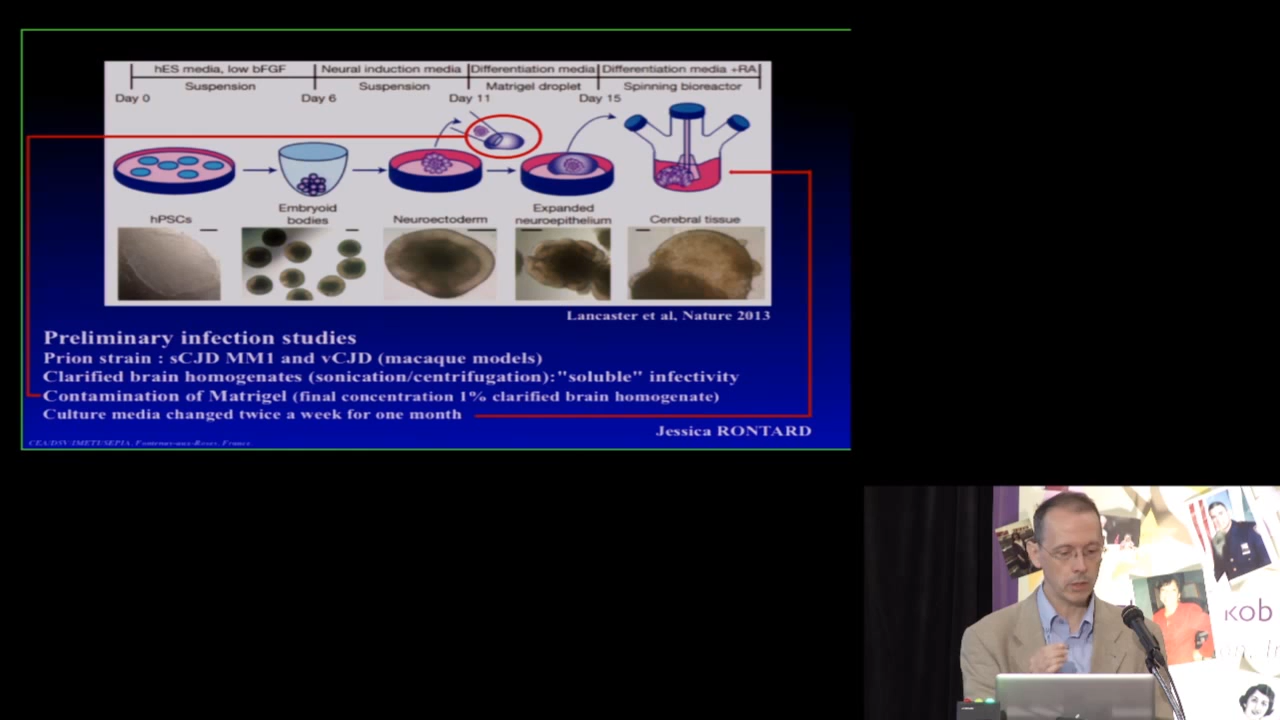 hES media, low bFGF Neural induction media Differentiation media Differentiation media +RA
Suspension Suspension Matrigel droplet Spinning bioreactor
Day 0 Day 6 Day 11 Day 15
Embryoid bodies
hPSCs Neuroectoderm Expanded neuroepithelium Cerebral tissue
Lancaster et al, Nature 2013
Preliminary infection studies
Prion strain : sCJD MM1 and vCJD (macaque models)
Clarified brain homogenates (sonication/centrifugation):"soluble" infectivity
Contamination of Matrigel (final concentration 1% clarified brain homogenate)
Culture media changed twice a week for one month
Jessica RONTARD
CEA/DSV/IMETI/SEPIA, Fontenay-aux-Roses, France
kob